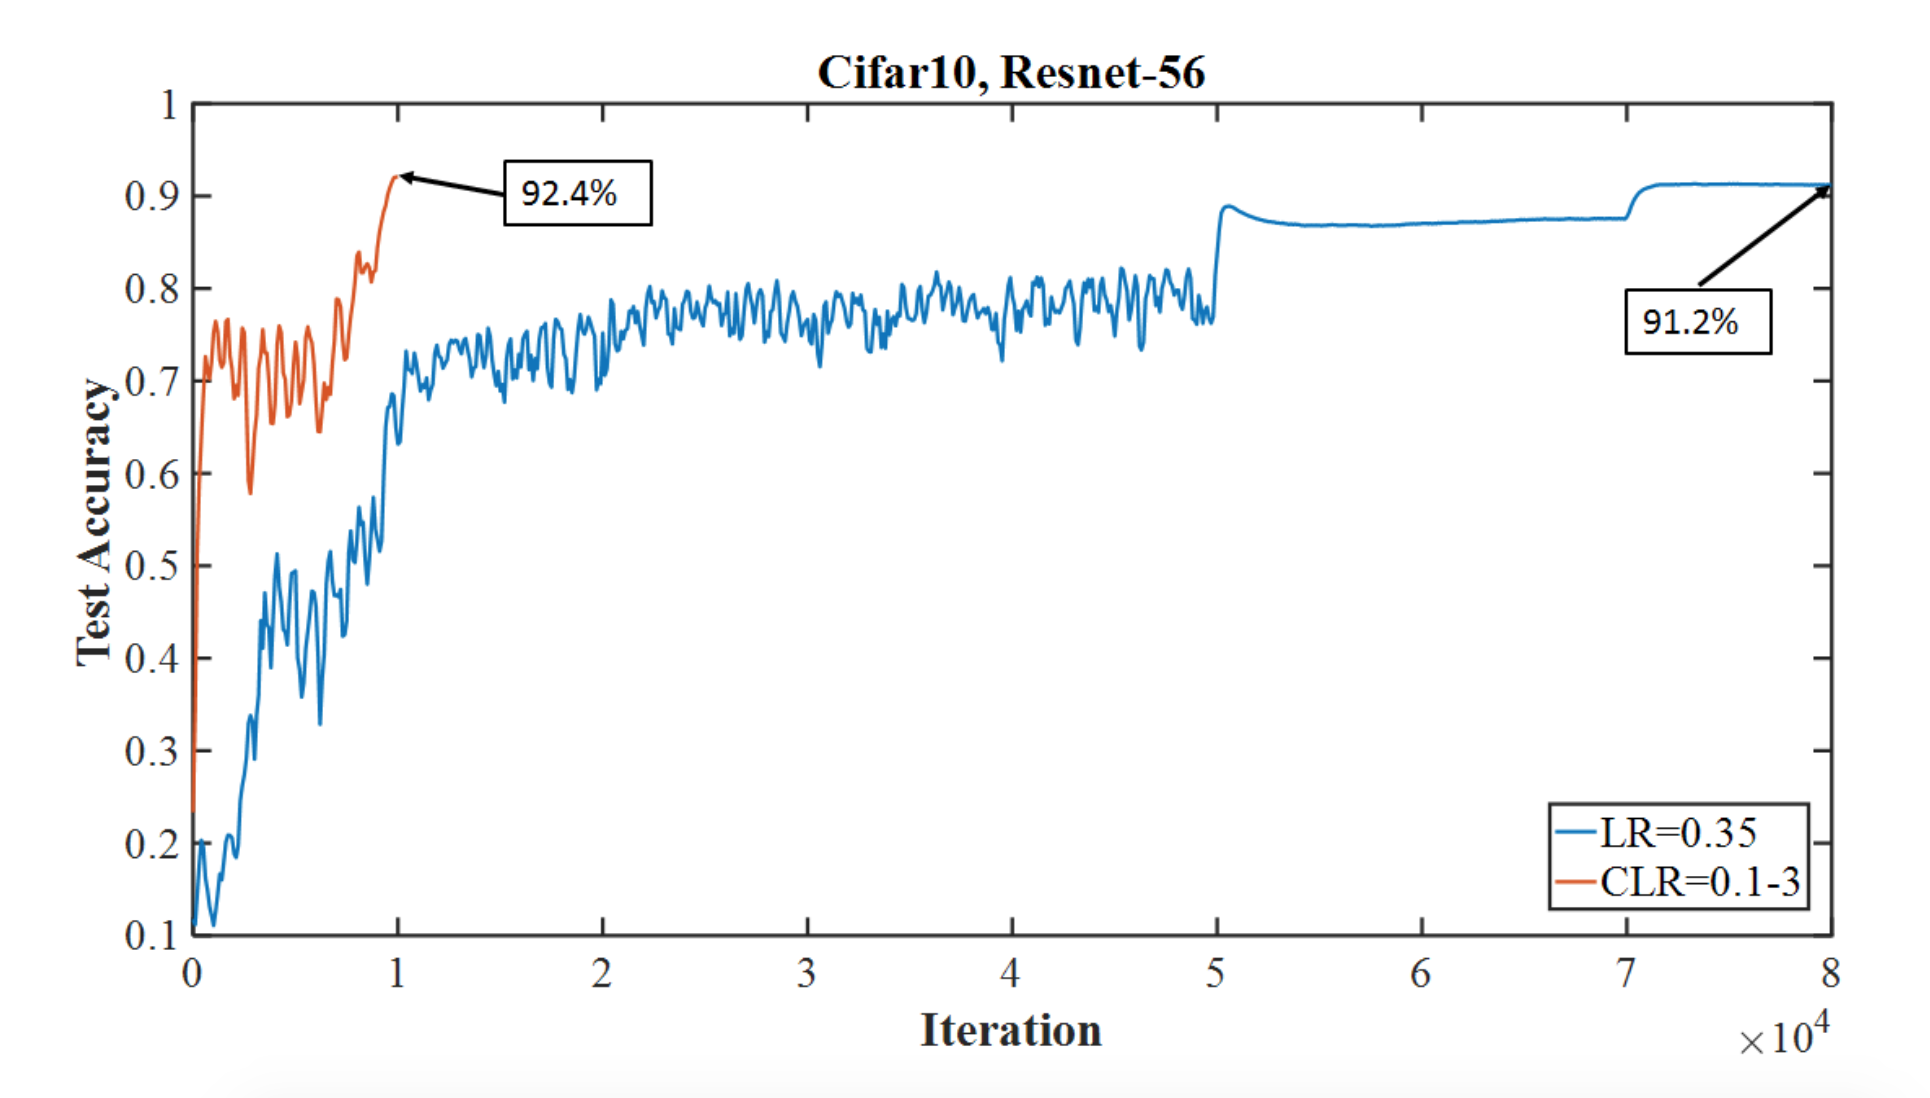 Cifar10, Resnet-56
1
0.9
0.8
0.7
0.6
0.5
0.4
0.3
0.2
0.1
Test Accuracy
92.4%
91.2%
LR=0.35
CLR=0.1-3
0 1 2 3 4 5 6 7 8
Iteration
×10⁴